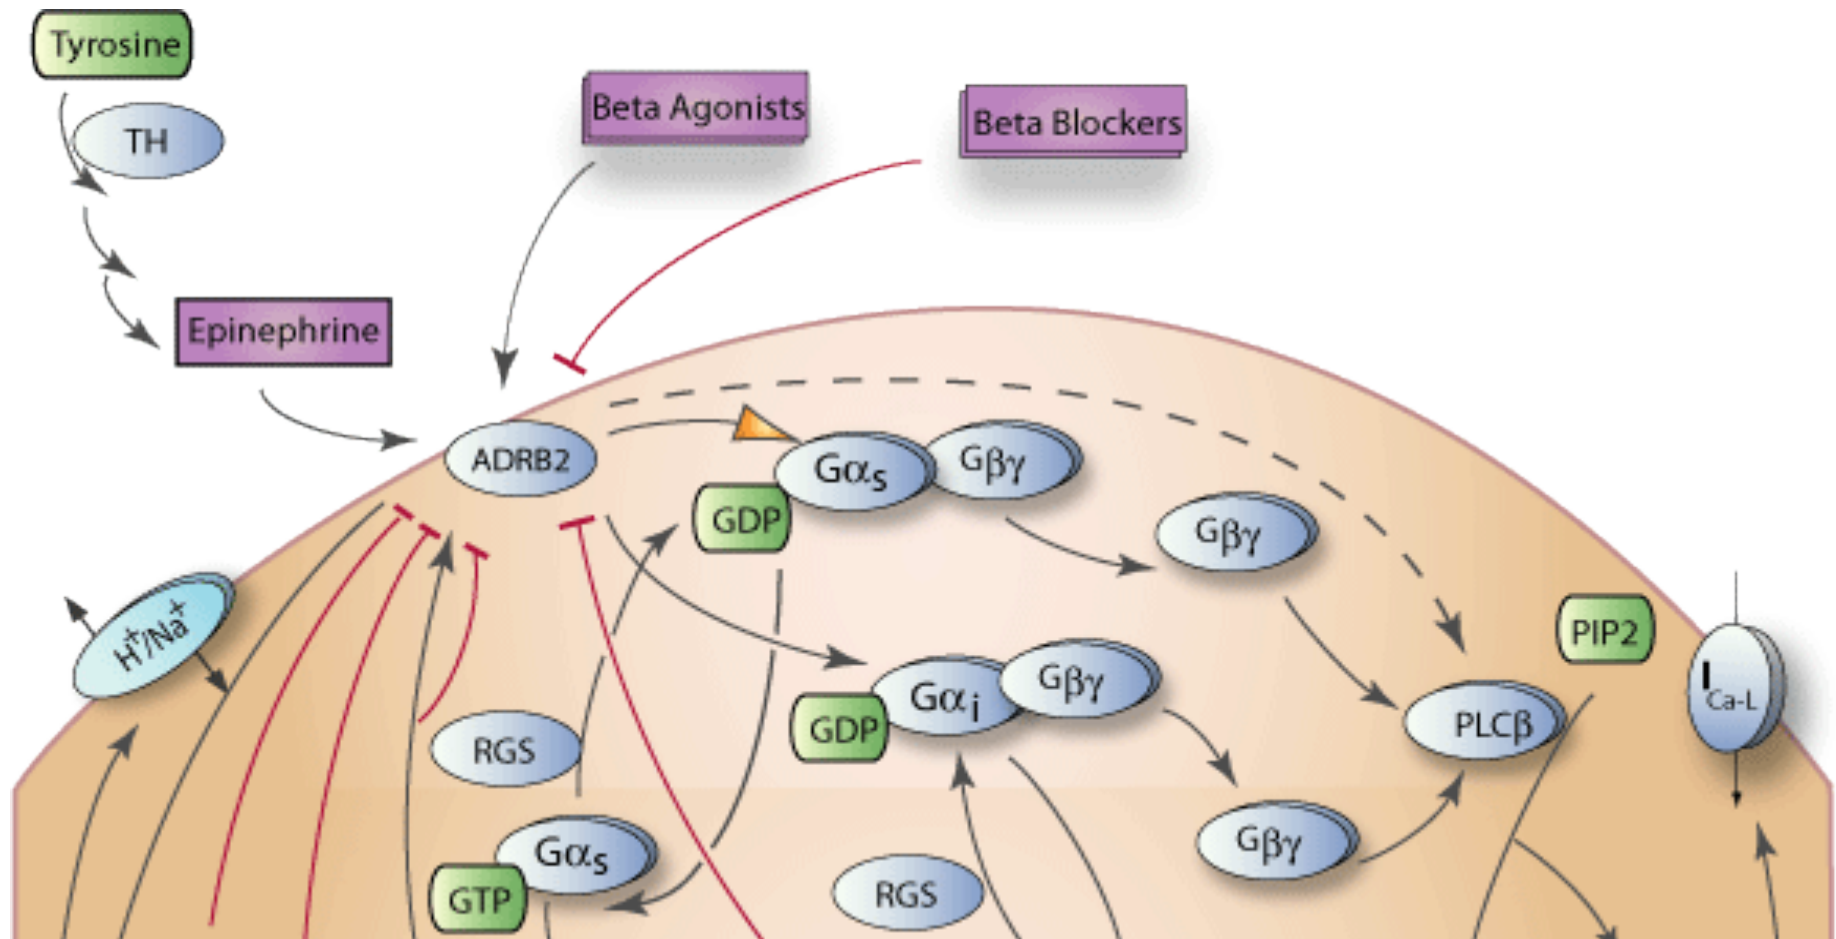 Tyrosine
TH
Beta Agonists
Beta Blockers
Epinephrine
ADRB2
Gαs
Gβγ
GDP
Gβγ
H+/Na+
PIP2
Gαi
Gβγ
GDP
ICa-L
PLCβ
RGS
Gαs
GTP
Gβγ
RGS